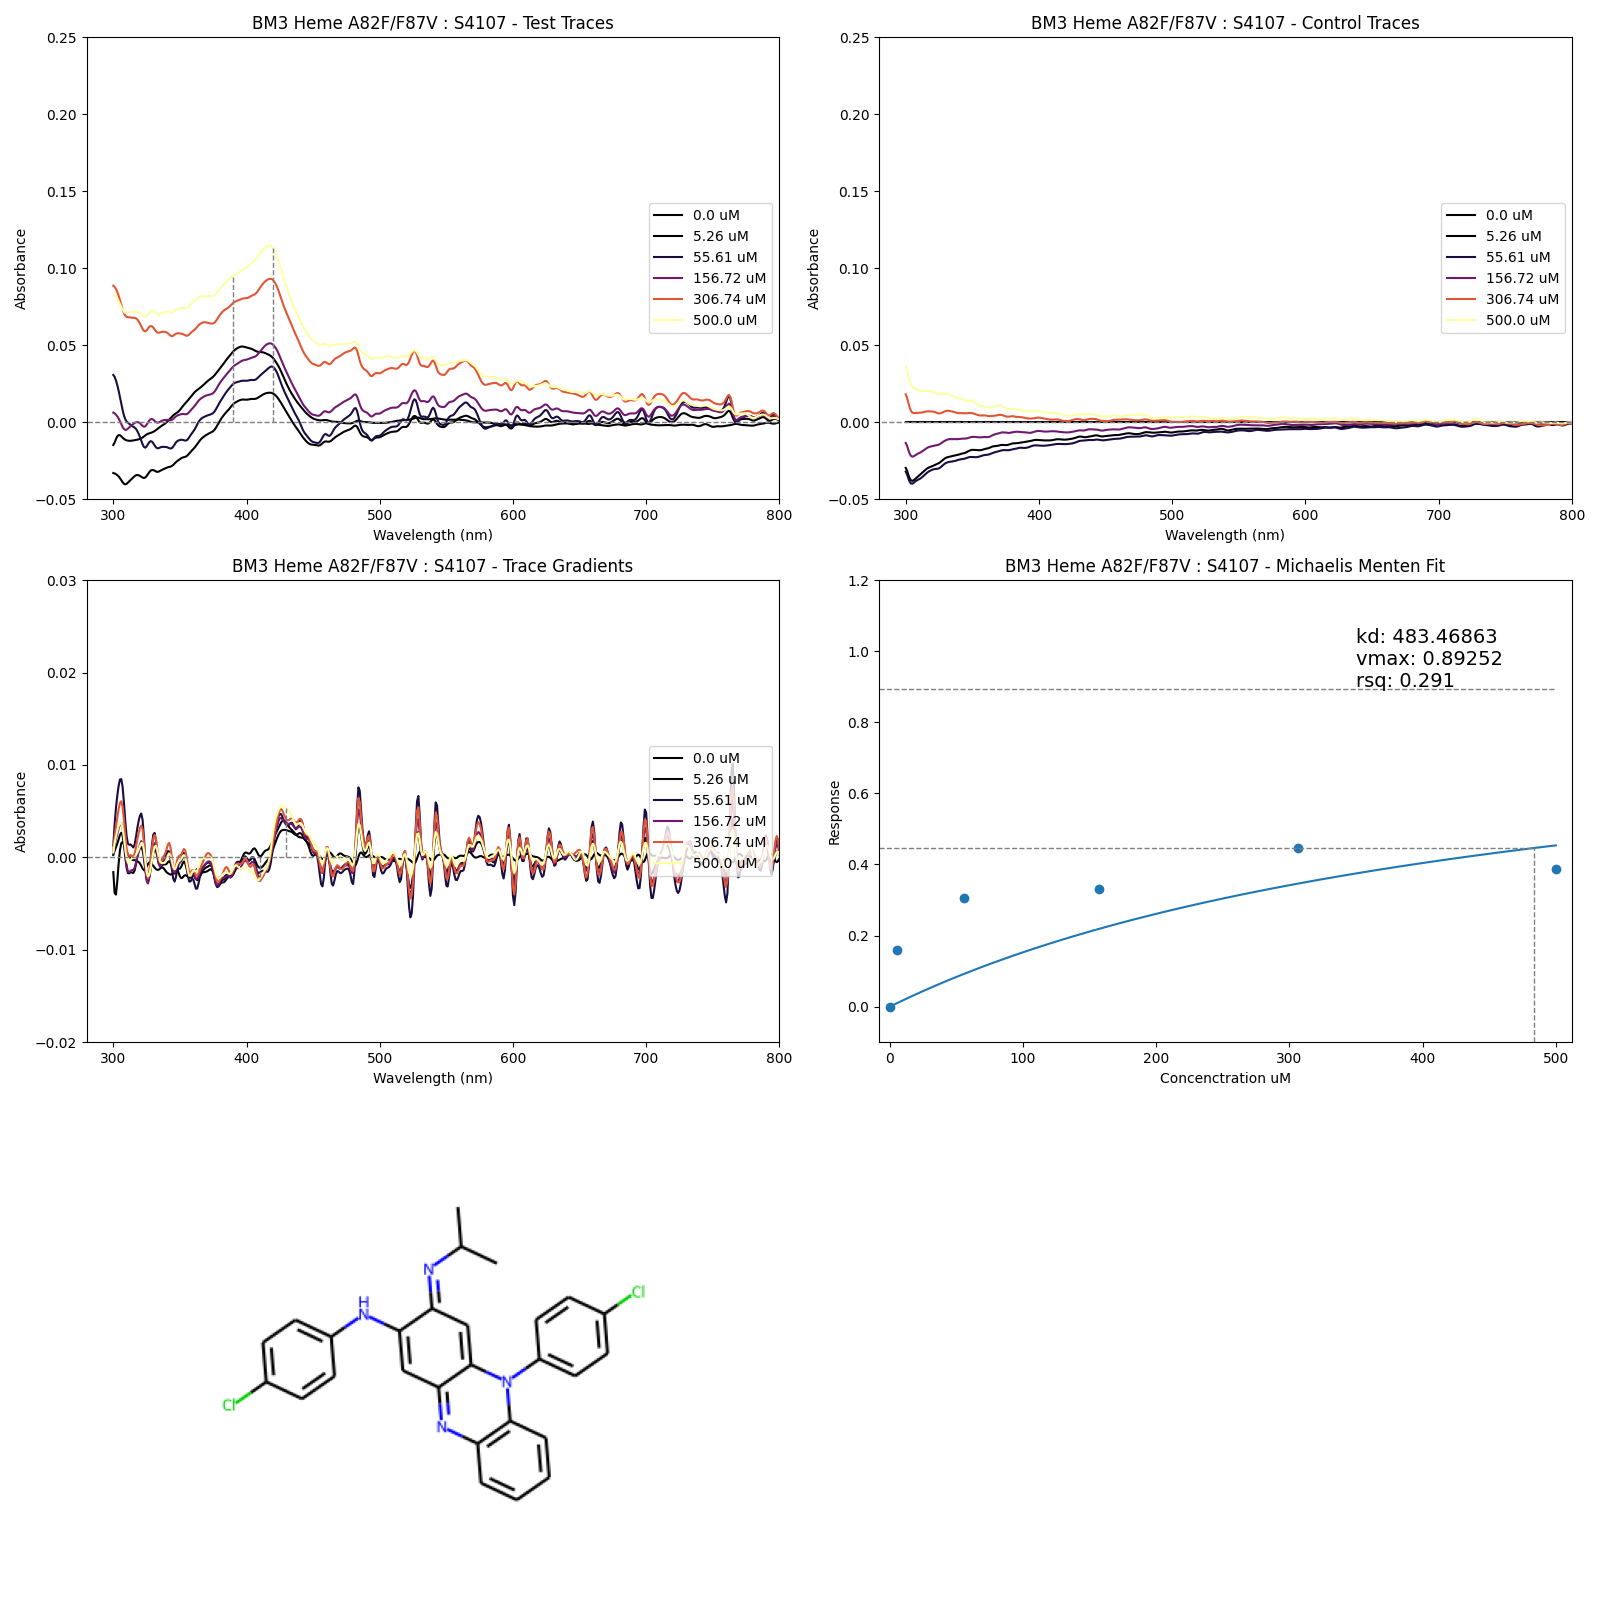 BM3 Heme A82F/F87V : S4107 - Test Traces
0.25
0.20
0.15
0.10
0.05
0.00
−0.05
Absorbance
300
400
500
600
700
800
Wavelength (nm)
0.0 uM
5.26 uM
55.61 uM
156.72 uM
306.74 uM
500.0 uM
BM3 Heme A82F/F87V : S4107 - Control Traces
0.25
0.20
0.15
0.10
0.05
0.00
−0.05
Absorbance
300
400
500
600
700
800
Wavelength (nm)
0.0 uM
5.26 uM
55.61 uM
156.72 uM
306.74 uM
500.0 uM
BM3 Heme A82F/F87V : S4107 - Trace Gradients
0.03
0.02
0.01
0.00
−0.01
−0.02
Absorbance
300
400
500
600
700
800
Wavelength (nm)
0.0 uM
5.26 uM
55.61 uM
156.72 uM
306.74 uM
500.0 uM
BM3 Heme A82F/F87V : S4107 - Michaelis Menten Fit
1.2
1.0
0.8
0.6
0.4
0.2
0.0
Response
kd: 483.46863
vmax: 0.89252
rsq: 0.291
0
100
200
300
400
500
Concenctration uM
N
Cl
H
N
N
Cl
N